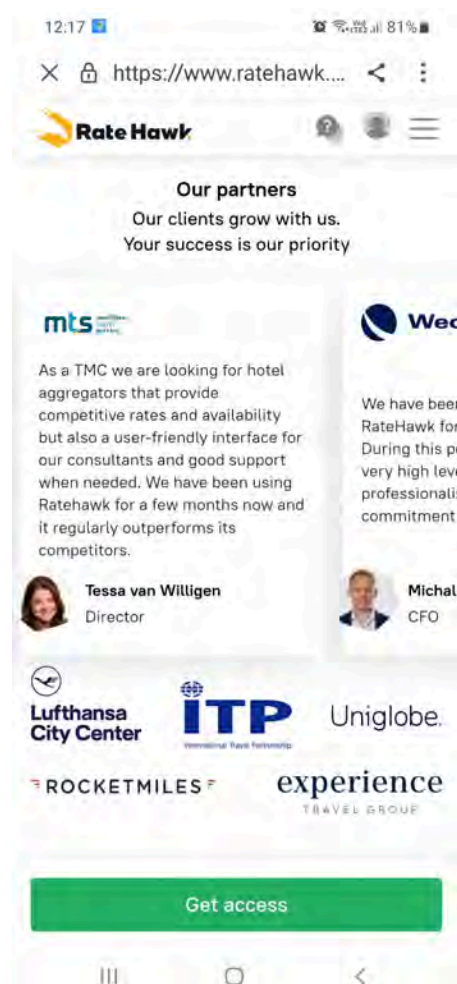 12:17
81%
https://www.ratehawk....
Rate Hawk
Our partners
Our clients grow with us.
Your success is our priority
mts
As a TMC we are looking for hotel
aggregators that provide
competitive rates and availability
but also a user-friendly interface for
our consultants and good support
when needed. We have been using
Ratehawk for a few months now and
it regularly outperforms its
competitors.
Tessa van Willigen
Director
Wec
We have been
RateHawk for
During this pe
very high leve
professionalis
commitment
Michal
CFO
Lufthansa
City Center
ITP
International Travel Partnership
Uniglobe.
ROCKETMILES
experience
TRAVEL GROUP
Get access